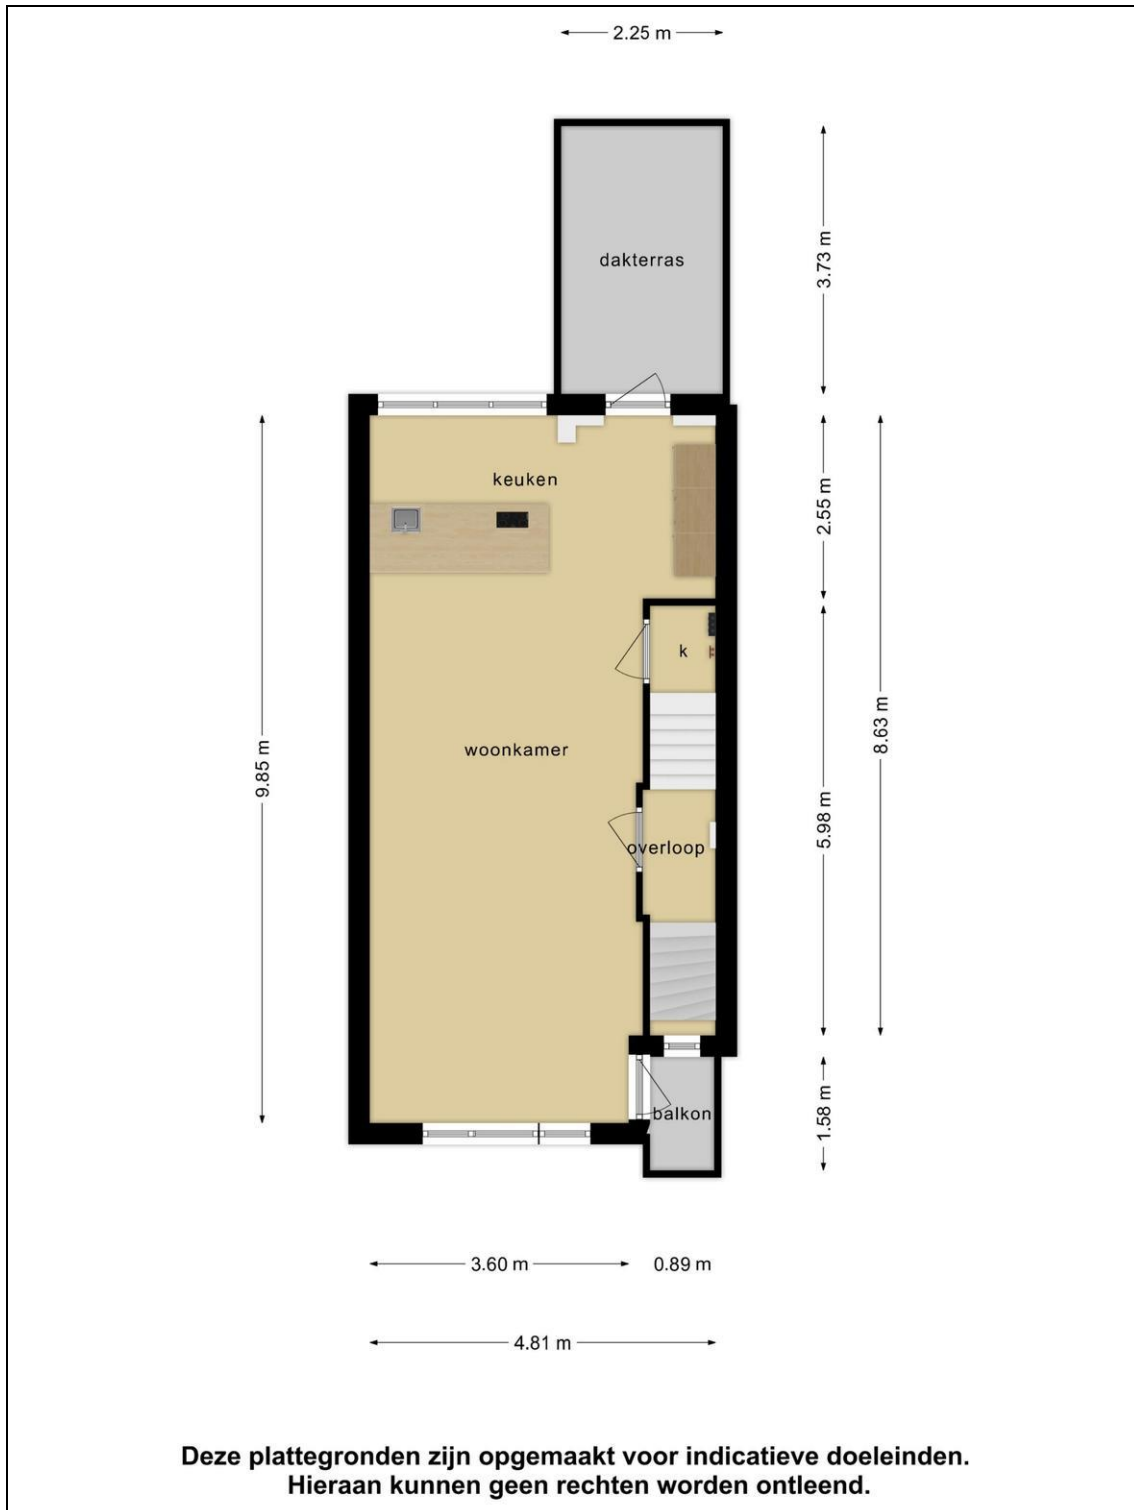 2.25 m
dakterras
3.73 m
keuken
2.55 m
k
8.63 m
woonkamer
9.85 m
5.98 m
overloop
balkon
1.58 m
3.60 m
0.89 m
4.81 m
Deze plattegronden zijn opgemaakt voor indicatieve doeleinden.
Hieraan kunnen geen rechten worden ontleend.